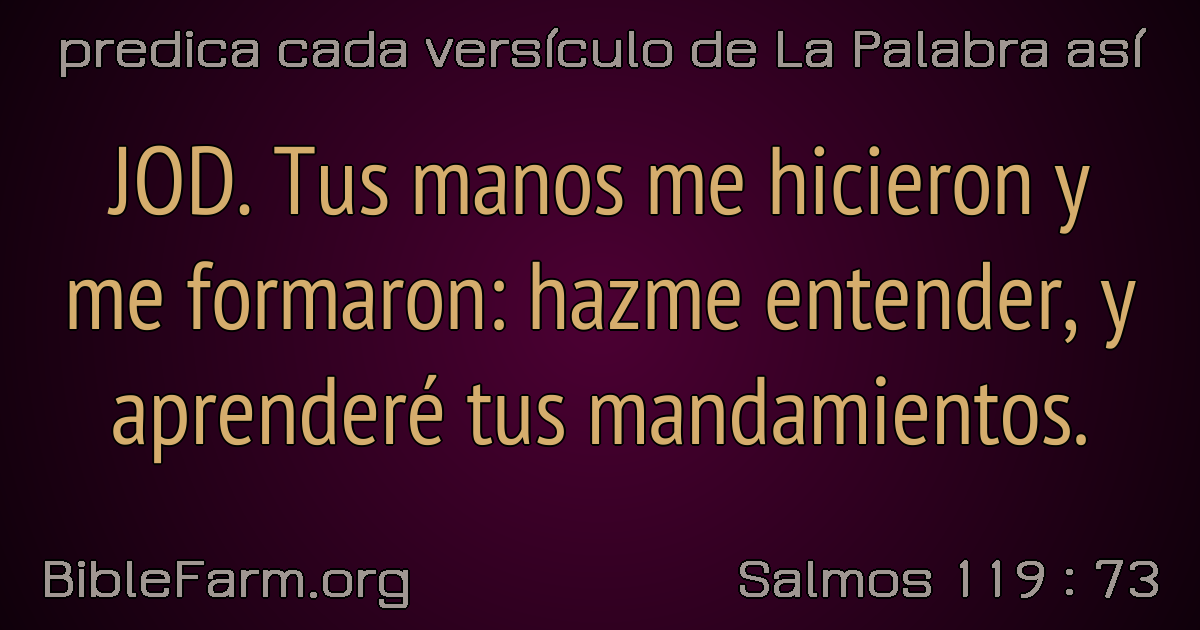 predica cada versículo de La Palabra así
JOD. Tus manos me hicieron y
me formaron: hazme entender, y
aprenderé tus mandamientos.
BibleFarm.org
Salmos 119 : 73